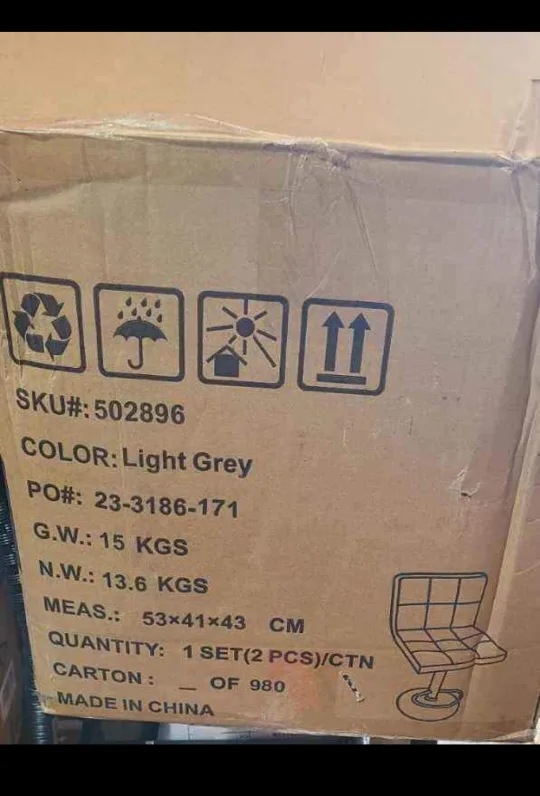 SKU#: 502896
COLOR: Light Grey
PO#: 23-3186-171
G.W.: 15 KGS
N.W.: 13.6 KGS
MEAS.: 53×41×43 CM
QUANTITY: 1 SET(2 PCS)/CTN
CARTON : _ OF 980
MADE IN CHINA